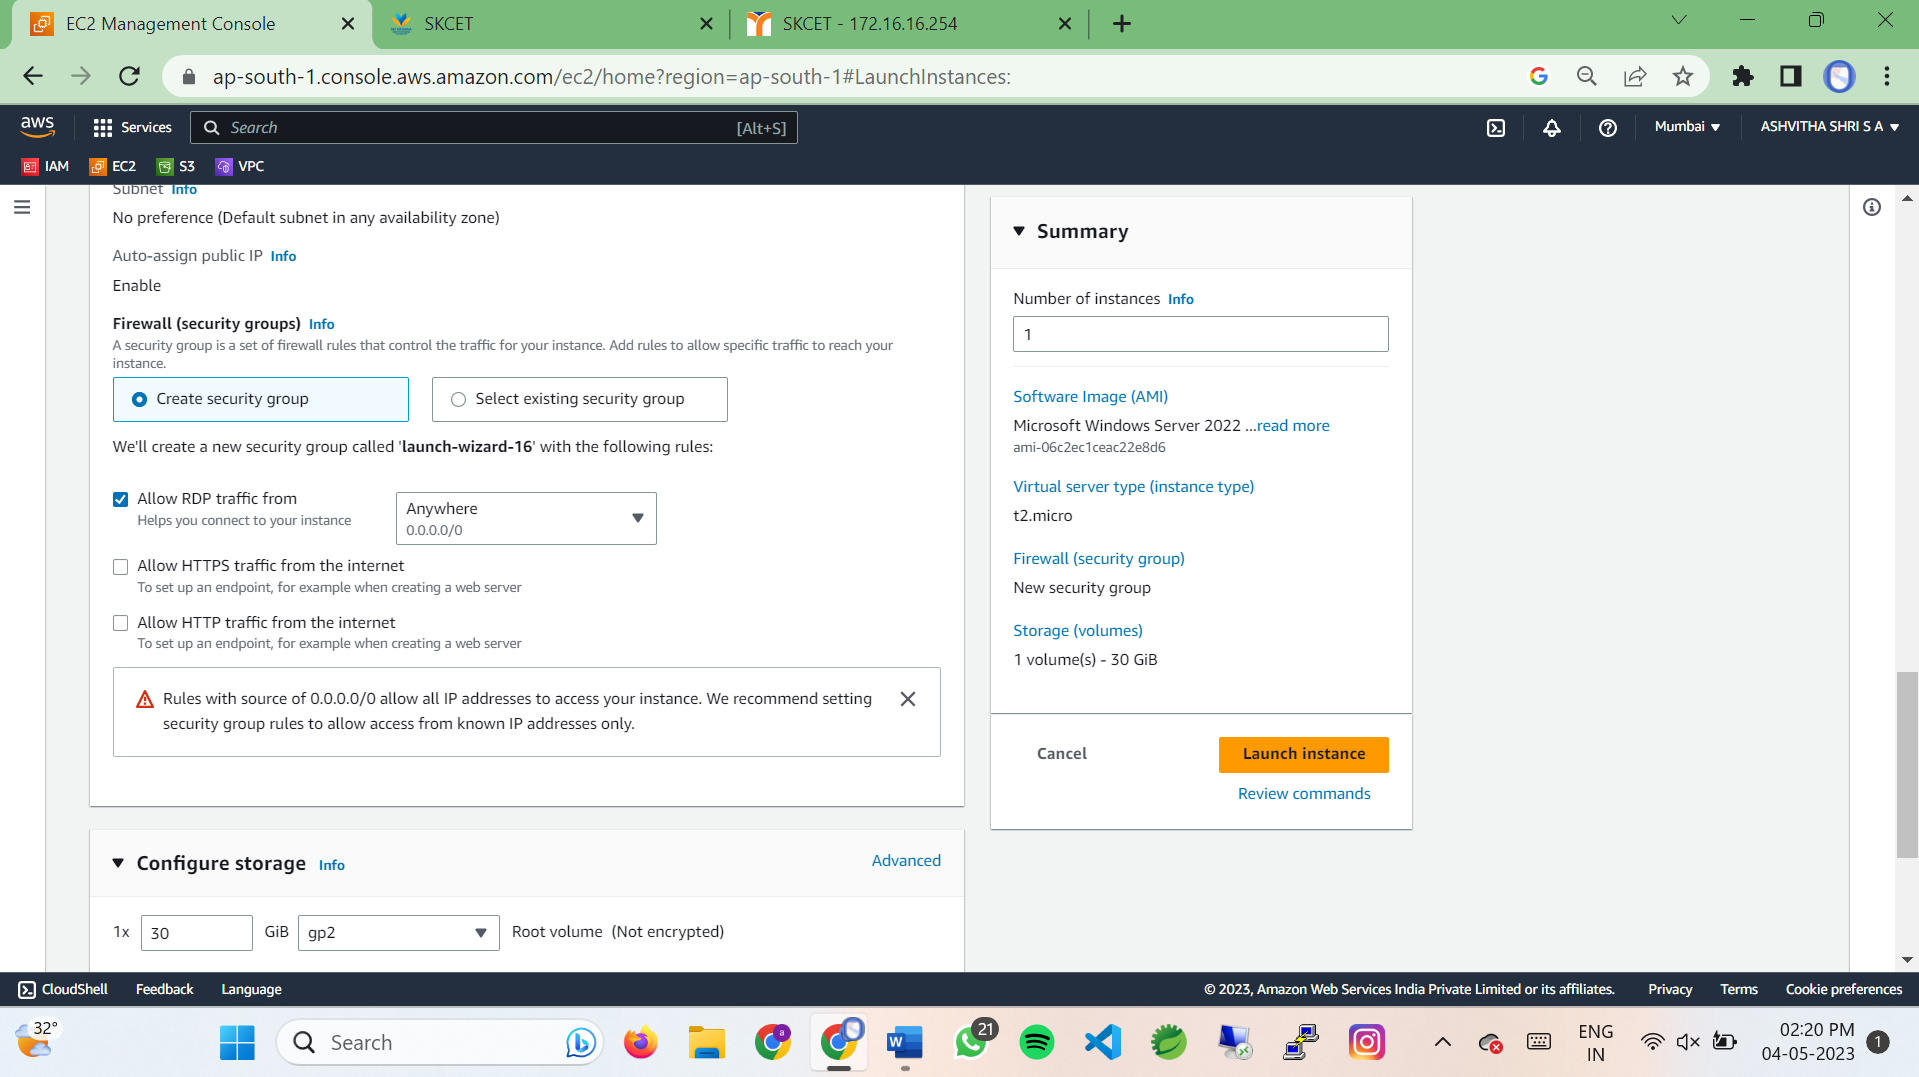 EC2 Management Console
SKCET
SKCET - 172.16.16.254
ap-south-1.console.aws.amazon.com/ec2/home?region=ap-south-1#LaunchInstances:
aws
Services
Search
[Alt+S]
Mumbai
ASHVITHA SHRI S A
IAM
EC2
S3
VPC
Subnet Info
No preference (Default subnet in any availability zone)
Auto-assign public IP Info
Enable
Firewall (security groups) Info
A security group is a set of firewall rules that control the traffic for your instance. Add rules to allow specific traffic to reach your
instance.
Create security group
Select existing security group
We'll create a new security group called 'launch-wizard-16' with the following rules:
Allow RDP traffic from
Helps you connect to your instance
Anywhere
0.0.0.0/0
Allow HTTPS traffic from the internet
To set up an endpoint, for example when creating a web server
Allow HTTP traffic from the internet
To set up an endpoint, for example when creating a web server
Rules with source of 0.0.0.0/0 allow all IP addresses to access your instance. We recommend setting
security group rules to allow access from known IP addresses only.
Configure storage Info
Advanced
1x
30
GiB
gp2
Root volume (Not encrypted)
Summary
Number of instances Info
1
Software Image (AMI)
Microsoft Windows Server 2022 ...read more
ami-06c2ec1ceac22e8d6
Virtual server type (instance type)
t2.micro
Firewall (security group)
New security group
Storage (volumes)
1 volume(s) - 30 GiB
Cancel
Launch instance
Review commands
CloudShell
Feedback
Language
© 2023, Amazon Web Services India Private Limited or its affiliates.
Privacy
Terms
Cookie preferences
32°
Search
a
W
21
ENG
IN
02:20 PM
04-05-2023
1